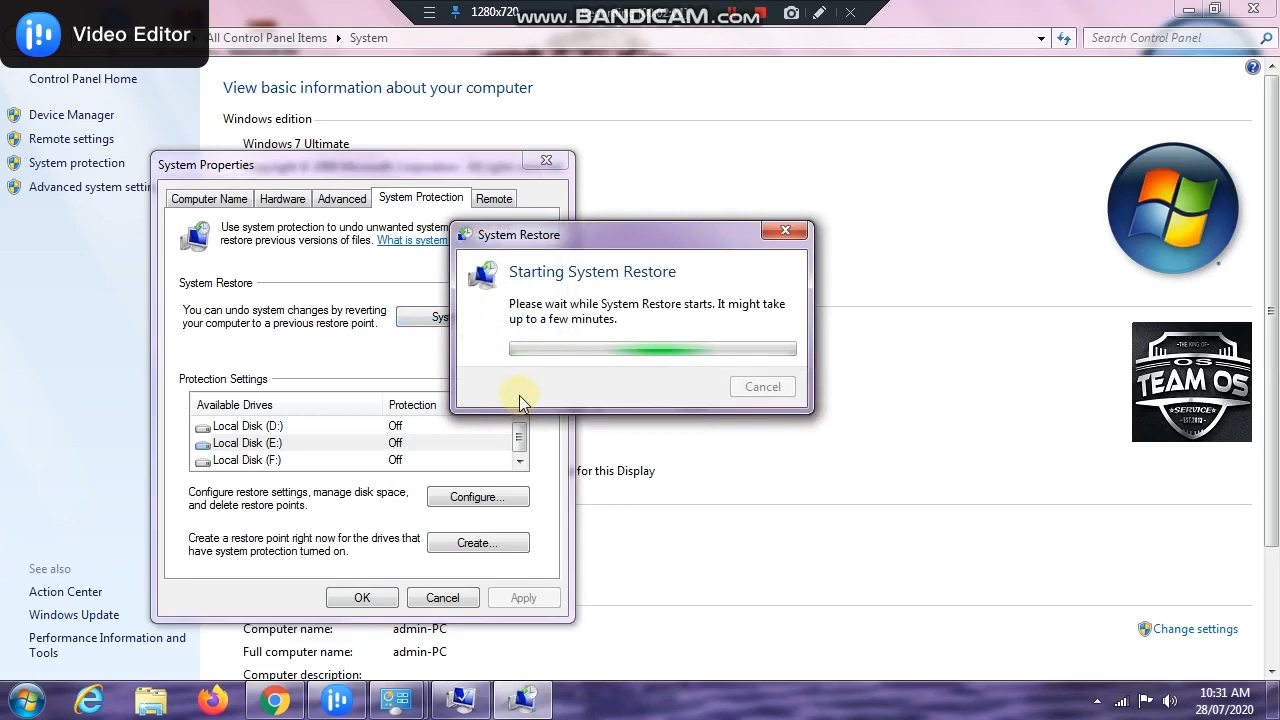 1280x720
www.BANDICAM.com
Video Editor
All Control Panel Items
System
Search Control Panel
Control Panel Home
Device Manager
Remote settings
System protection
Advanced system setti
View basic information about your computer
Windows edition
Windows 7 Ultimate
System Properties
Computer Name
Hardware
Advanced
System Protection
Remote
Use system protection to undo unwanted system
restore previous versions of files. What is system
System Restore
You can undo system changes by reverting
your computer to a previous restore point.
Sys
Protection Settings
Available Drives
Protection
Local Disk (D:)
Off
Local Disk (E:)
Off
Local Disk (F:)
Off
Configure restore settings, manage disk space,
and delete restore points.
Configure...
Create a restore point right now for the drives that
have system protection turned on.
Create...
OK
Cancel
Apply
System Restore
Starting System Restore
Please wait while System Restore starts. It might take
up to a few minutes.
Cancel
THE KING OF
OS
TEAM OS
SERVICE
for this Display
See also
Action Center
Windows Update
Performance Information and
Tools
Computer name:
admin-PC
Full computer name:
admin-PC
Computer description:
Change settings
10:31 AM
28/07/2020